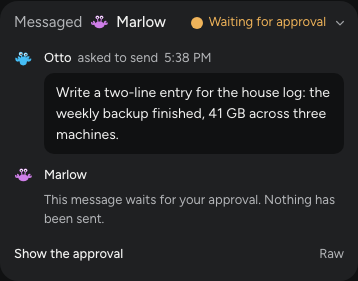 Messaged Marlow Waiting for approval
Otto asked to send 5:38 PM
Write a two-line entry for the house log: the
weekly backup finished, 41 GB across three
machines.
Marlow
This message waits for your approval. Nothing has
been sent.
Show the approval Raw